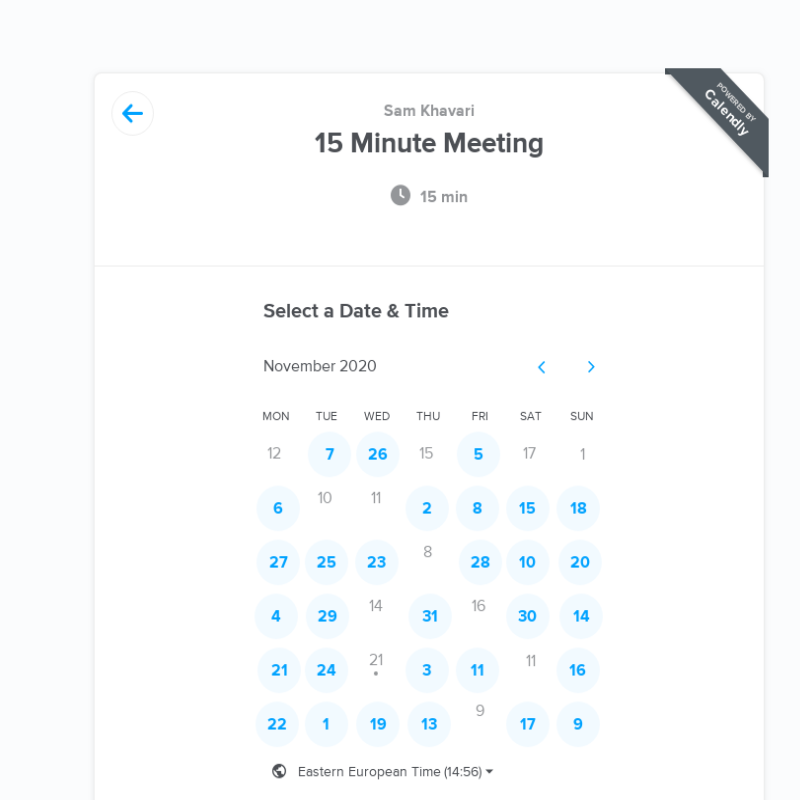 POWERED BY
Calendly
Sam Khavari
15 Minute Meeting
15 min
Select a Date & Time
November 2020
MON TUE WED THU FRI SAT SUN
12 7 26 15 5 17 1
6 10 11 2 8 15 18
27 25 23 8 28 10 20
4 29 14 31 16 30 14
21 24 21 3 11 11 16
22 1 19 13 9 17 9
Eastern European Time (14:56)